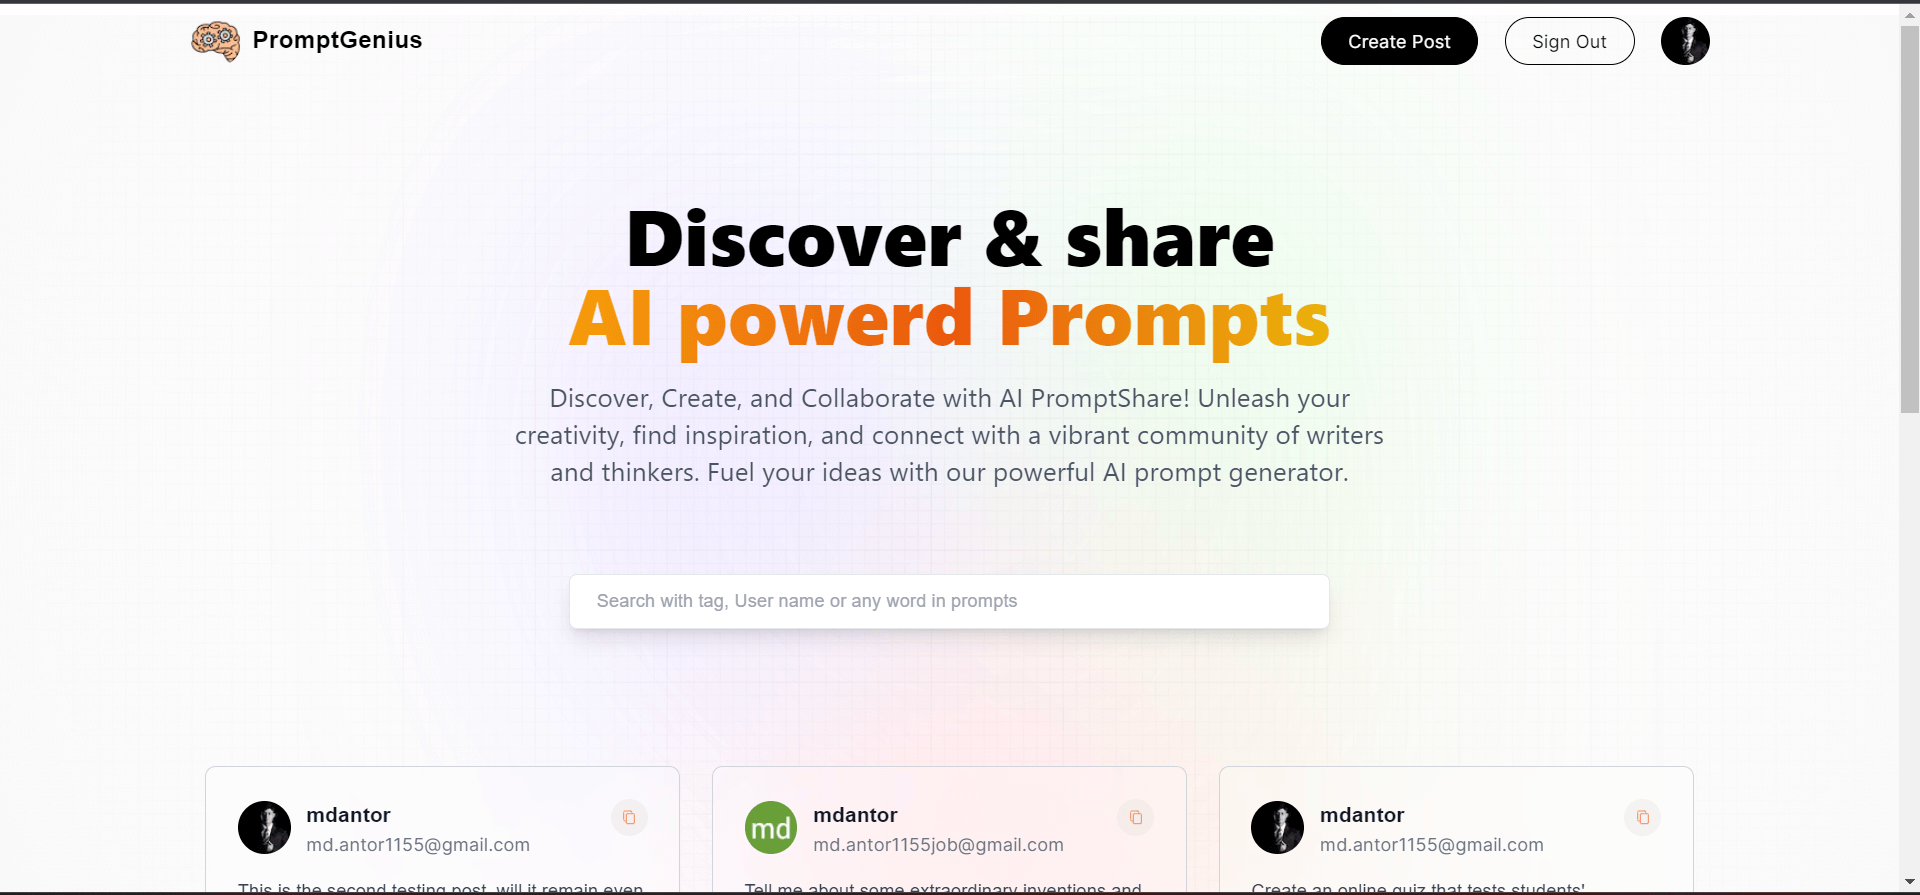 PromptGenius
Create Post
Sign Out
Discover & share
AI powerd Prompts
Discover, Create, and Collaborate with AI PromptShare! Unleash your
creativity, find inspiration, and connect with a vibrant community of writers
and thinkers. Fuel your ideas with our powerful AI prompt generator.
Search with tag, User name or any word in prompts
mdantor
md.antor1155@gmail.com
This is the second testing post, will it remain even
md
mdantor
md.antor1155job@gmail.com
Tell me about some extraordinary inventions and
mdantor
md.antor1155@gmail.com
Create an online quiz that tests students'